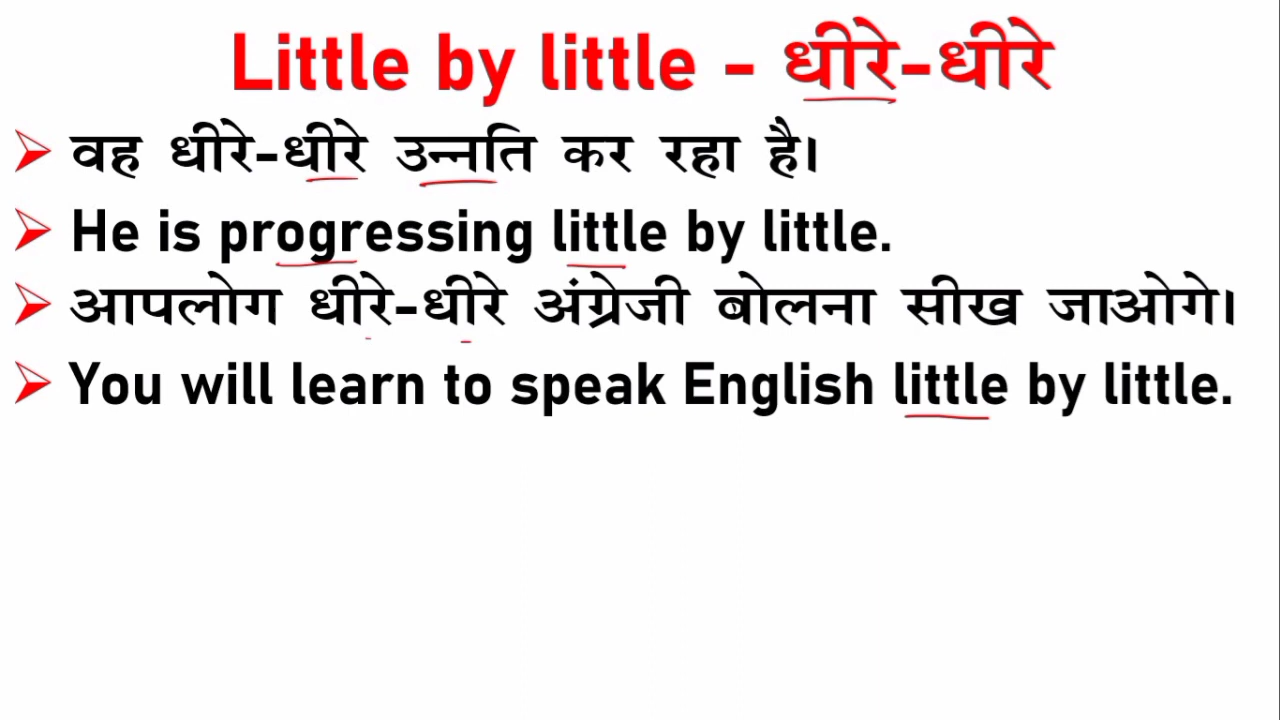 Little by little - धीरे-धीरे
वह धीरे-धीरे उन्नति कर रहा है।
He is progressing little by little.
आपलोग धीरे-धीरे अंग्रेजी बोलना सीख जाओगे।
You will learn to speak English little by little.